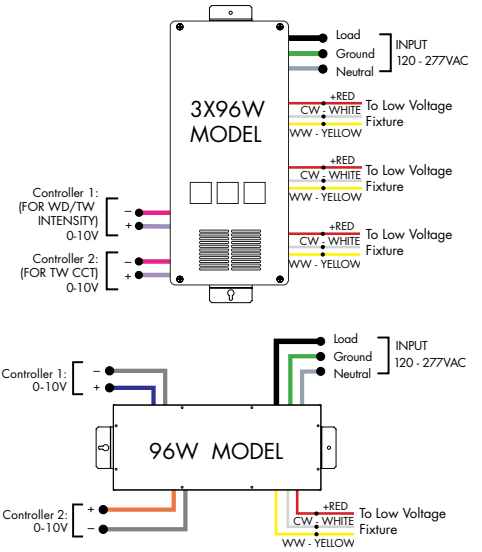 Load
Ground
Neutral
INPUT
120 - 277VAC
3X96W
MODEL
+RED
CW - WHITE
WW - YELLOW
To Low Voltage
Fixture
+RED
CW - WHITE
WW - YELLOW
To Low Voltage
Fixture
+RED
CW - WHITE
WW - YELLOW
To Low Voltage
Fixture
Controller 1:
(FOR WD/TW
INTENSITY)
0-10V
–
+
Controller 2:
(FOR TW CCT)
0-10V
–
+
Load
Ground
Neutral
INPUT
120 - 277VAC
Controller 1:
0-10V
–
+
96W MODEL
Controller 2:
0-10V
+
–
+RED
CW - WHITE
WW - YELLOW
To Low Voltage
Fixture